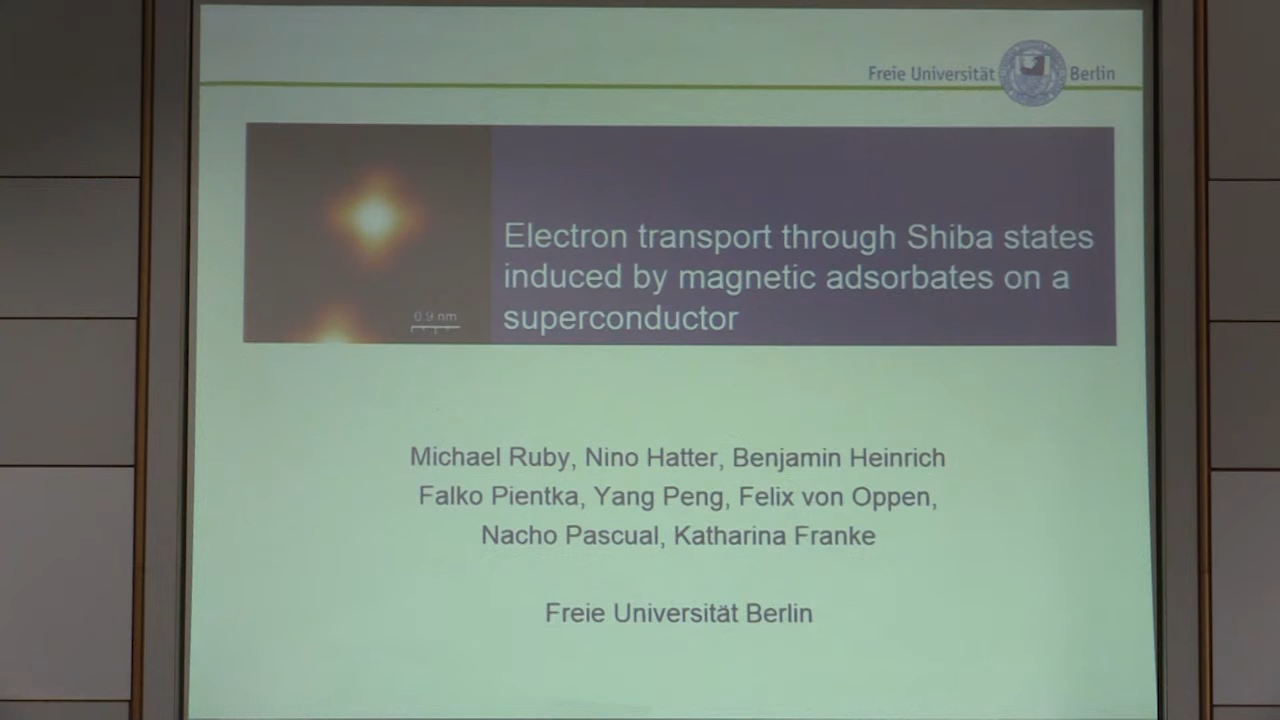 Freie Universität Berlin
0.9 nm
Electron transport through Shiba states
induced by magnetic adsorbates on a
superconductor
Michael Ruby, Nino Hatter, Benjamin Heinrich
Falko Pientka, Yang Peng, Felix von Oppen,
Nacho Pascual, Katharina Franke
Freie Universität Berlin